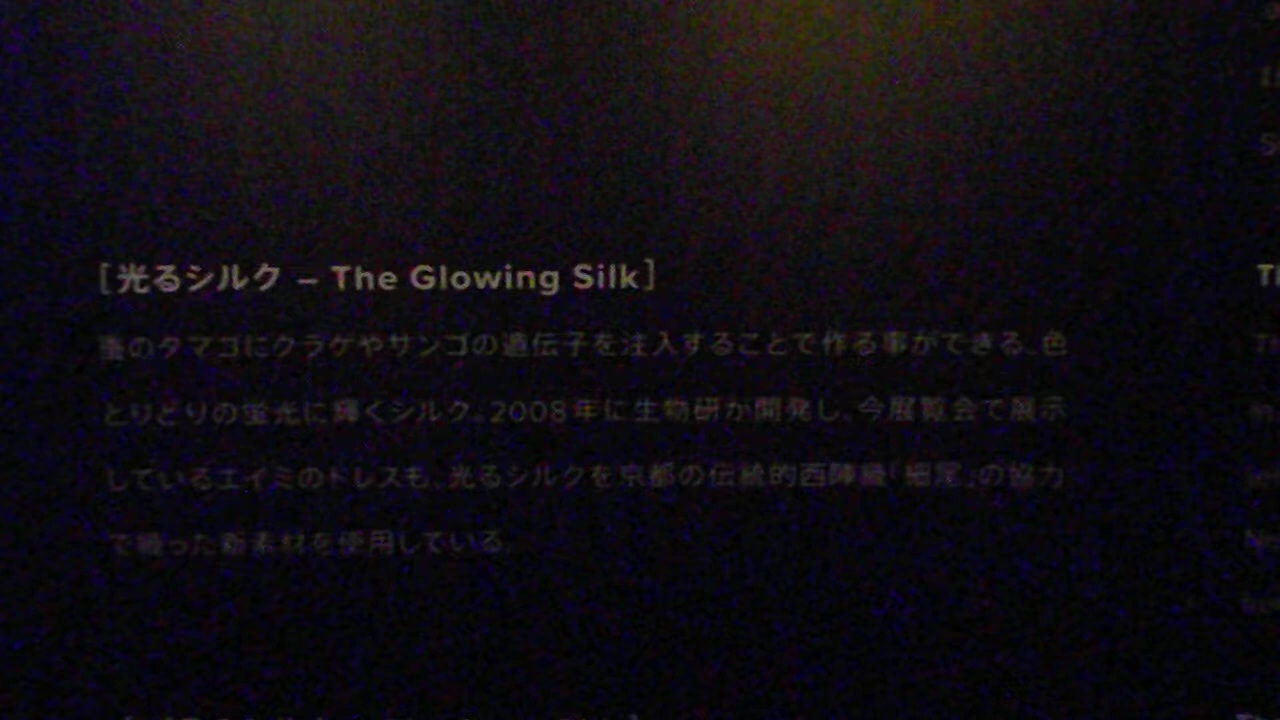 [光るシルク – The Glowing Silk]
蚕のタマゴにクラゲやサンゴの遺伝子を注入することで作る事ができる、色
とりどりの蛍光に輝くシルク。2008年に生物研が開発し、今展覧会で展示
しているエイミのドレスも、光るシルクを京都の伝統的西陣織「細尾」の協力
で織った新素材を使用している。